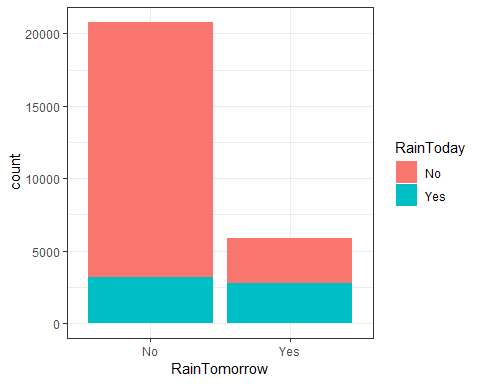 20000
15000
10000
5000
0
count
No
Yes
RainTomorrow
RainToday
No
Yes